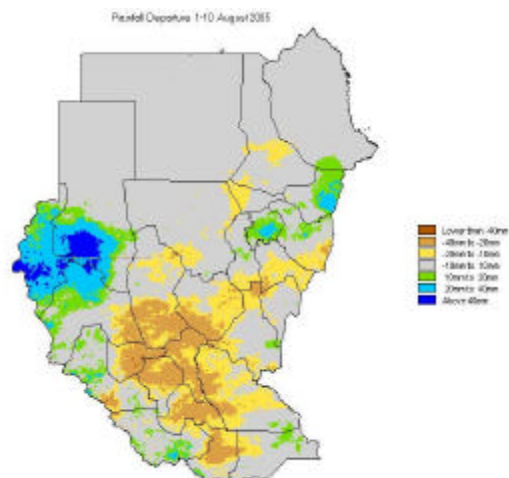 Rainfall Departure 1-10 August 2005
Lower than -40mm
-40mm to -20mm
-20mm to -10mm
-10mm to 10mm
10mm to 20mm
20mm to 40mm
Above 40mm